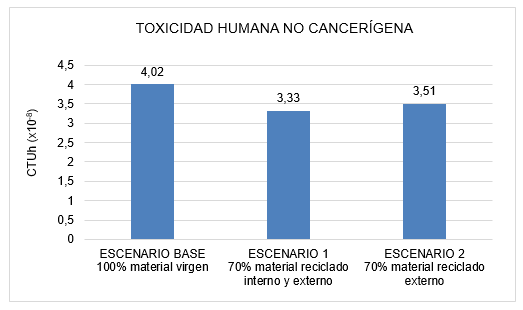 TOXICIDAD HUMANA NO CANCERÍGENA
CTUh (x10⁻⁸)
4,5
4
3,5
3
2,5
2
1,5
1
0,5
0
4,02
3,33
3,51
ESCENARIO BASE
100% material virgen
ESCENARIO 1
70% material reciclado
interno y externo
ESCENARIO 2
70% material reciclado
externo